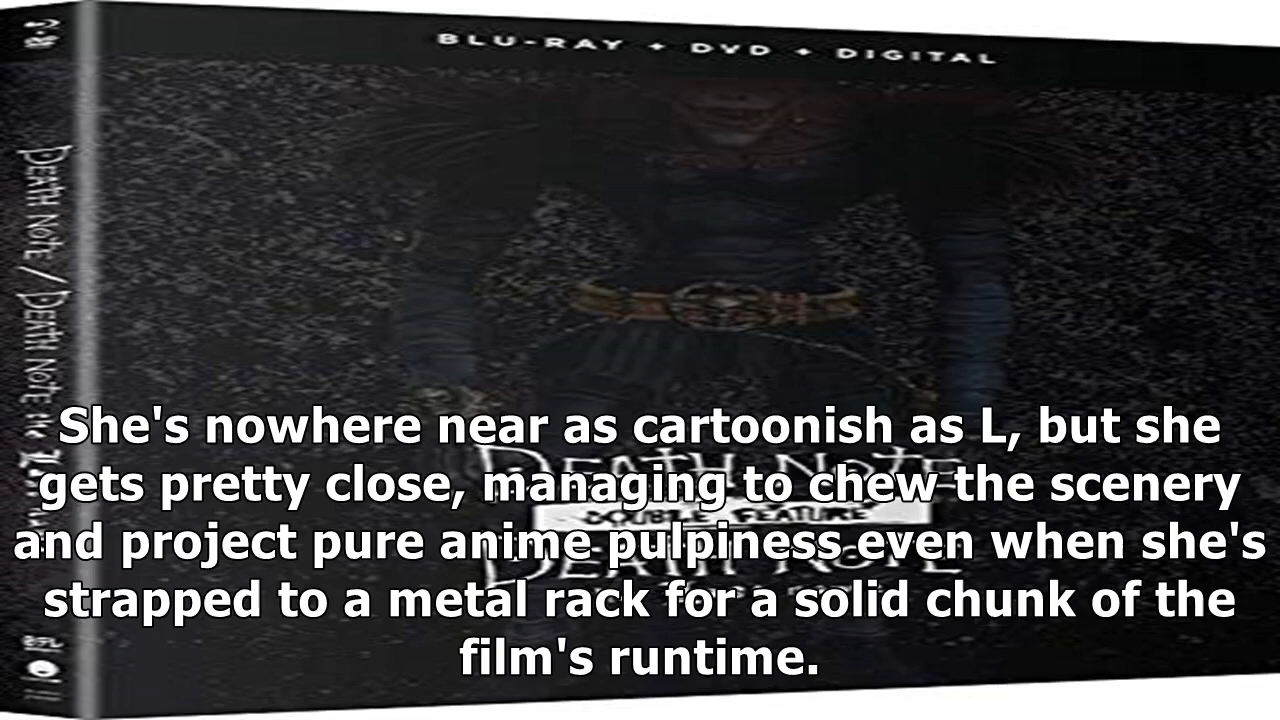 BLU-RAY + DVD + DIGITAL
DEATH NOTE / DEATH NOTE
She's nowhere near as cartoonish as L, but she
DEATH NOTE
gets pretty close, managing to chew the scenery
DOUBLE FEATURE
and project pure anime pulpiness even when she's
DEATH NOTE
strapped to a metal rack for a solid chunk of the
film's runtime.